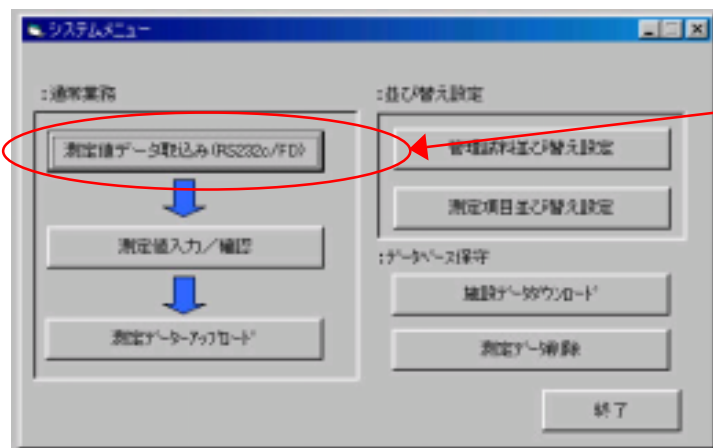 システムメニュー
:通常業務
測定値データ取込み(RS232c/FD)
測定値入力/確認
測定データーアップロード
:並び替え設定
管理試料並び替え設定
測定項目並び替え設定
:データベース保守
施設データダウンロード
測定データ削除
終了